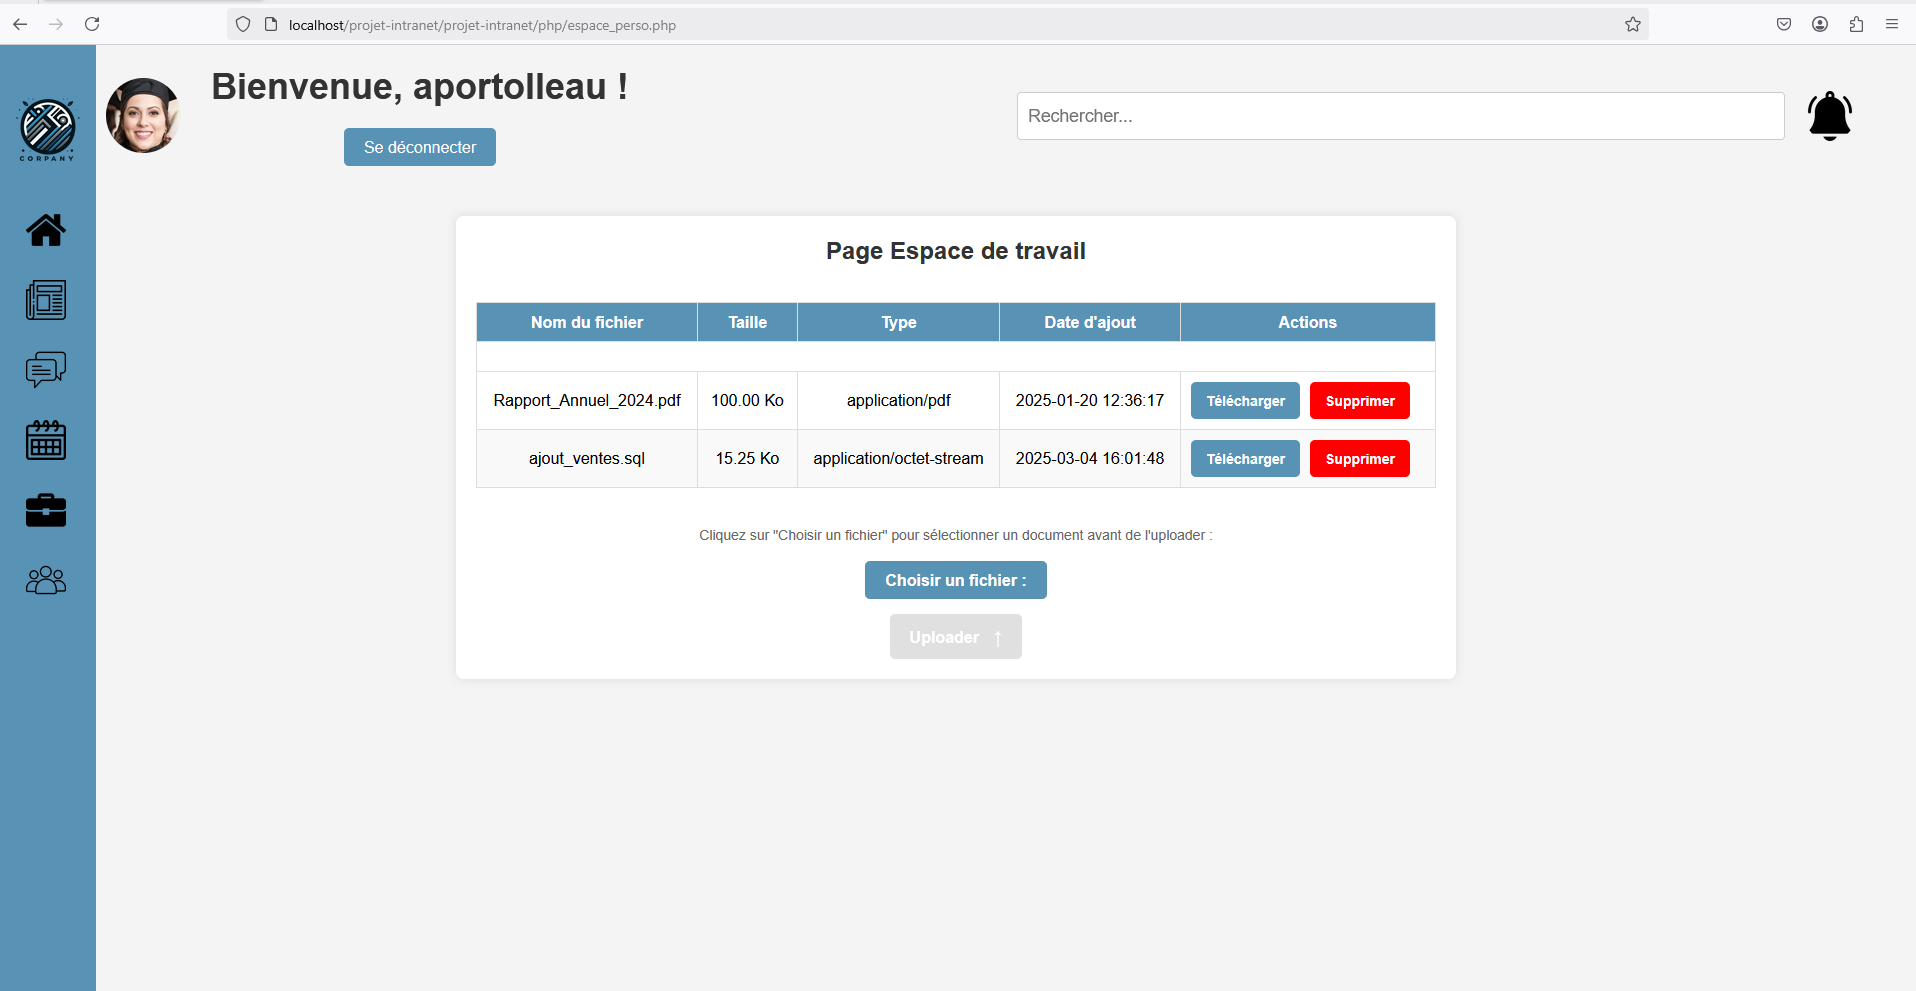 localhost/projet-intranet/projet-intranet/php/espace_perso.php
CORPANY
Bienvenue, aportolleau !
Se déconnecter
Rechercher...
Page Espace de travail
Nom du fichier Taille Type Date d'ajout Actions
Rapport_Annuel_2024.pdf 100.00 Ko application/pdf 2025-01-20 12:36:17 Télécharger Supprimer
ajout_ventes.sql 15.25 Ko application/octet-stream 2025-03-04 16:01:48 Télécharger Supprimer
Cliquez sur "Choisir un fichier" pour sélectionner un document avant de l'uploader :
Choisir un fichier :
Uploader ↑